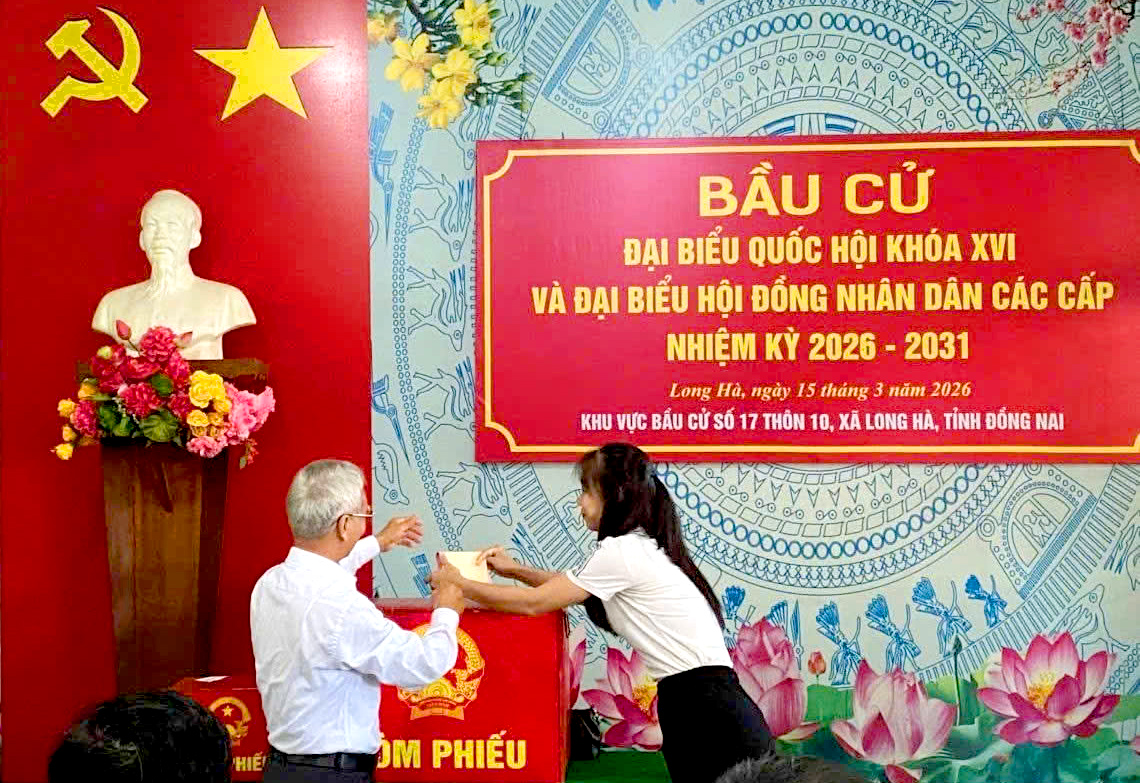 BẦU CỬ
ĐẠI BIỂU QUỐC HỘI KHÓA XVI
VÀ ĐẠI BIỂU HỘI ĐỒNG NHÂN DÂN CÁC CẤP
NHIỆM KỲ 2026 - 2031
Long Hà, ngày 15 tháng 3 năm 2026
KHU VỰC BẦU CỬ SỐ 17 THÔN 10, XÃ LONG HÀ, TỈNH ĐỒNG NAI
ÒM PHIẾU
PHIẾU